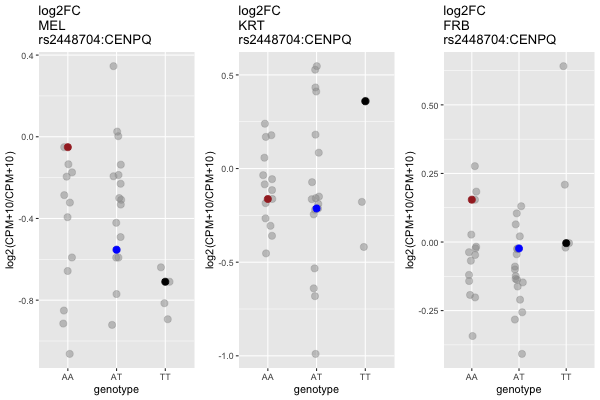 log2FC
MEL
rs2448704:CENPQ
log2(CPM+10/CPM+10)
0.4
0.0
-0.4
-0.8
AA
AT
TT
genotype
log2FC
KRT
rs2448704:CENPQ
log2(CPM+10/CPM+10)
0.5
0.0
-0.5
-1.0
AA
AT
TT
genotype
log2FC
FRB
rs2448704:CENPQ
log2(CPM+10/CPM+10)
0.50
0.25
0.00
-0.25
AA
AT
TT
genotype